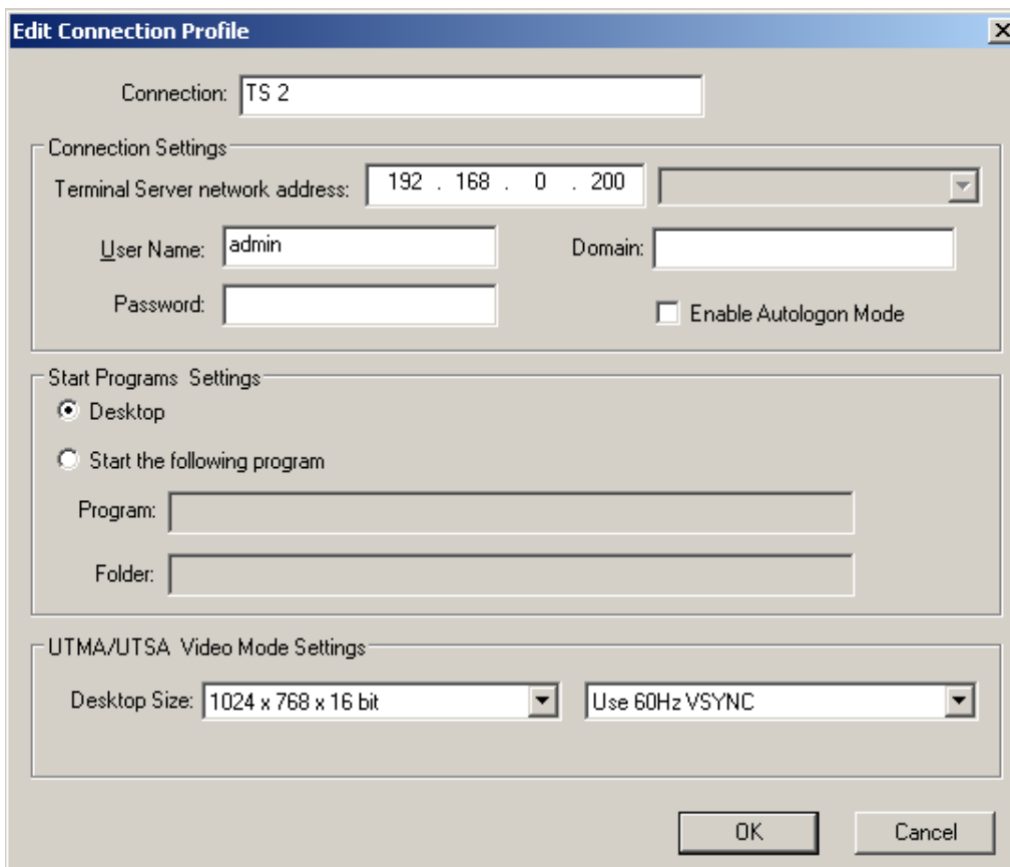 Edit Connection Profile
Connection: TS 2
Connection Settings
Terminal Server network address: 192 . 168 . 0 . 200
User Name: admin Domain:
Password: Enable Autologon Mode
Start Programs Settings
Desktop
Start the following program
Program:
Folder:
UTMA/UTSA Video Mode Settings
Desktop Size: 1024 x 768 x 16 bit Use 60Hz VSYNC
OK Cancel